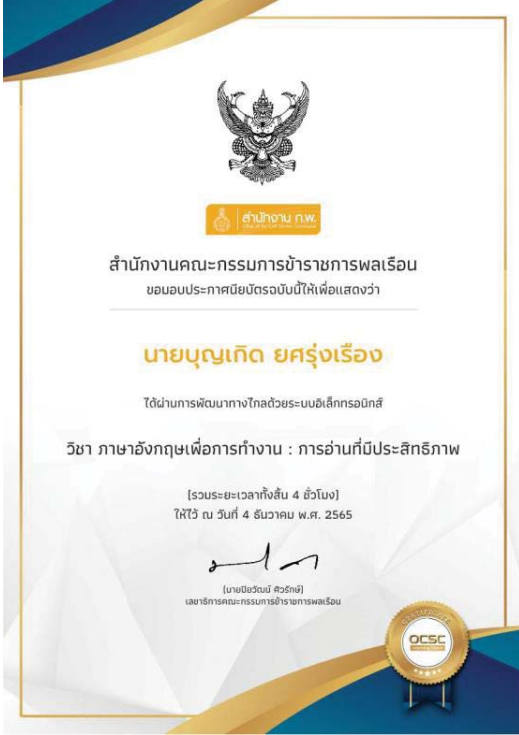 สำนักงาน ก.พ.
Office of the Civil Service Commission
สำนักงานคณะกรรมการข้าราชการพลเรือน
ขอมอบประกาศนียบัตรฉบับนี้ให้เพื่อแสดงว่า
นายบุญเกิด ยศรุ่งเรือง
ได้ผ่านการพัฒนาทางไกลด้วยระบบอิเล็กทรอนิกส์
วิชา ภาษาอังกฤษเพื่อการทำงาน : การอ่านที่มีประสิทธิภาพ
(รวมระยะเวลาทั้งสิ้น 4 ชั่วโมง)
ให้ไว้ ณ วันที่ 4 ธันวาคม พ.ศ. 2565
(นายปิยวัฒน์ ศิวรักษ์)
เลขาธิการคณะกรรมการข้าราชการพลเรือน
CERTIFICATE
OCSC